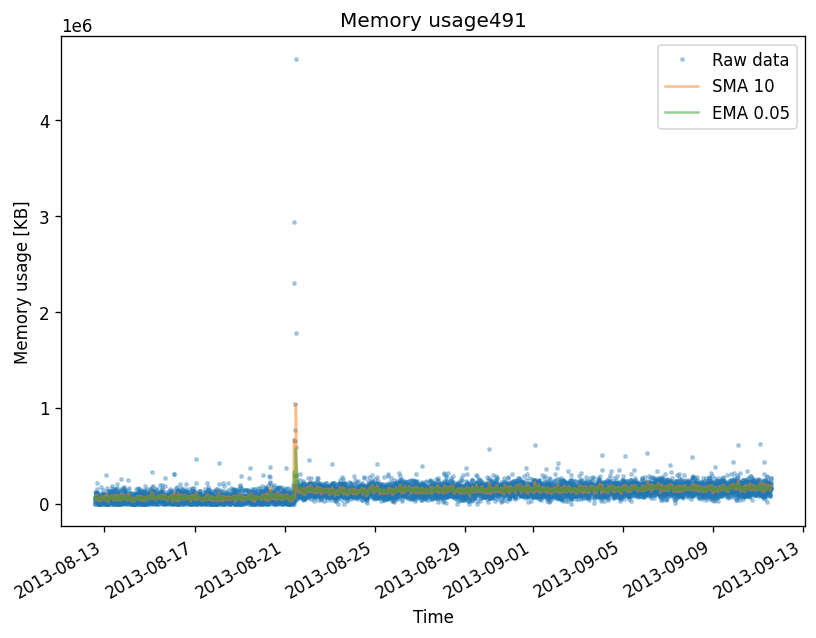 Memory usage491
1e6
Raw data
SMA 10
EMA 0.05
4
3
2
1
0
Memory usage [KB]
2013-08-13
2013-08-17
2013-08-21
2013-08-25
2013-08-29
2013-09-01
2013-09-05
2013-09-09
2013-09-13
Time